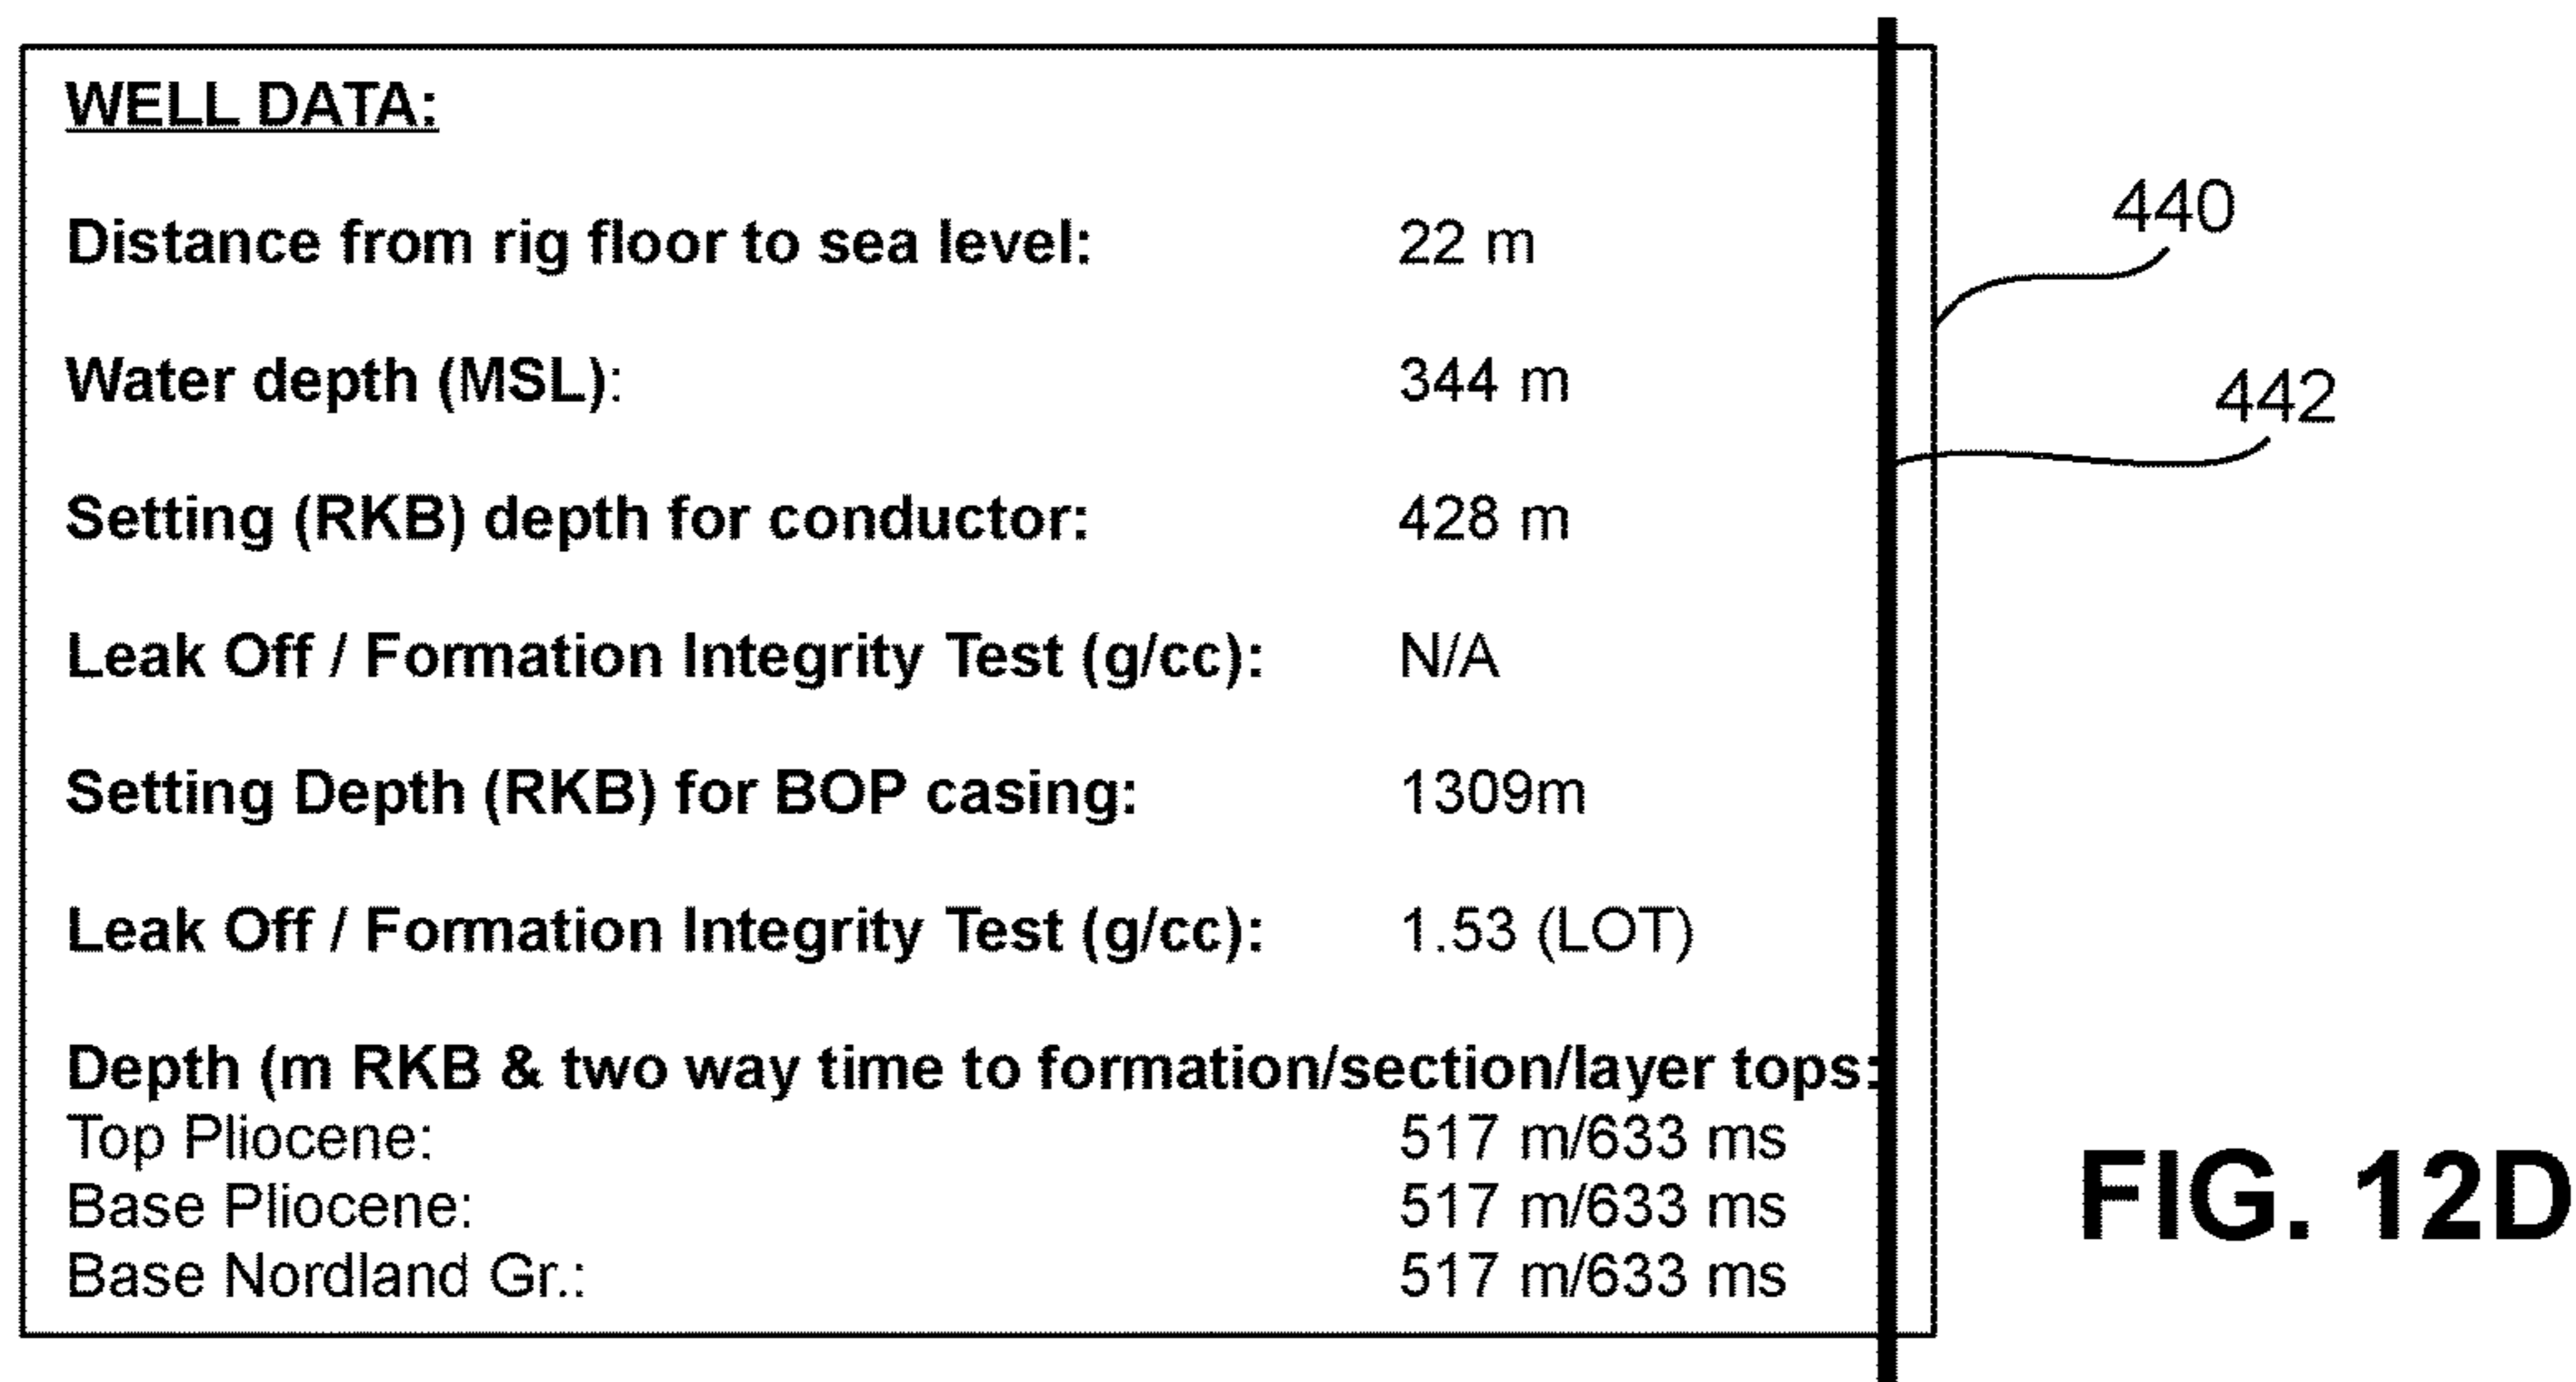 WELL DATA:
Distance from rig floor to sea level: 22 m
Water depth (MSL): 344 m
Setting (RKB) depth for conductor: 428 m
Leak Off / Formation Integrity Test (g/cc): N/A
Setting Depth (RKB) for BOP casing: 1309m
Leak Off / Formation Integrity Test (g/cc): 1.53 (LOT)
Depth (m RKB & two way time to formation/section/layer tops:
Top Pliocene: 517 m/633 ms
Base Pliocene: 517 m/633 ms
Base Nordland Gr.: 517 m/633 ms
440
442
FIG. 12D